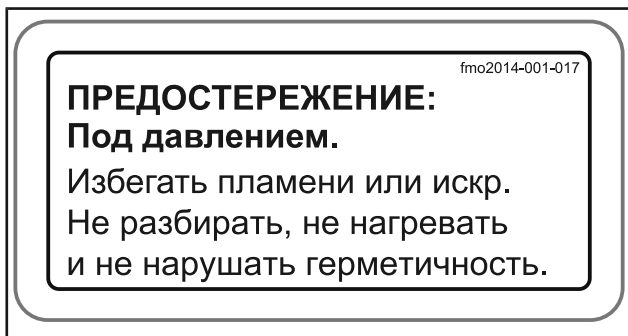 fmo2014-001-017
ПРЕДОСТЕРЕЖЕНИЕ:
Под давлением.
Избегать пламени или искр.
Не разбирать, не нагревать
и не нарушать герметичность.